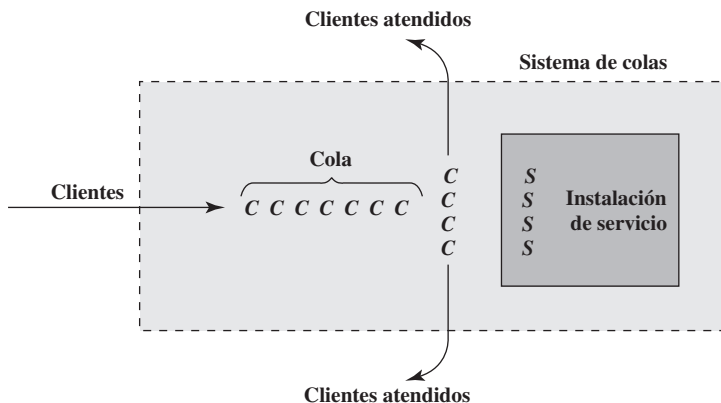 Clientes atendidos
Sistema de colas
Cola
Clientes
C C C C C C C
C
C
C
C
S
S
S
S
Instalación
de servicio
Clientes atendidos